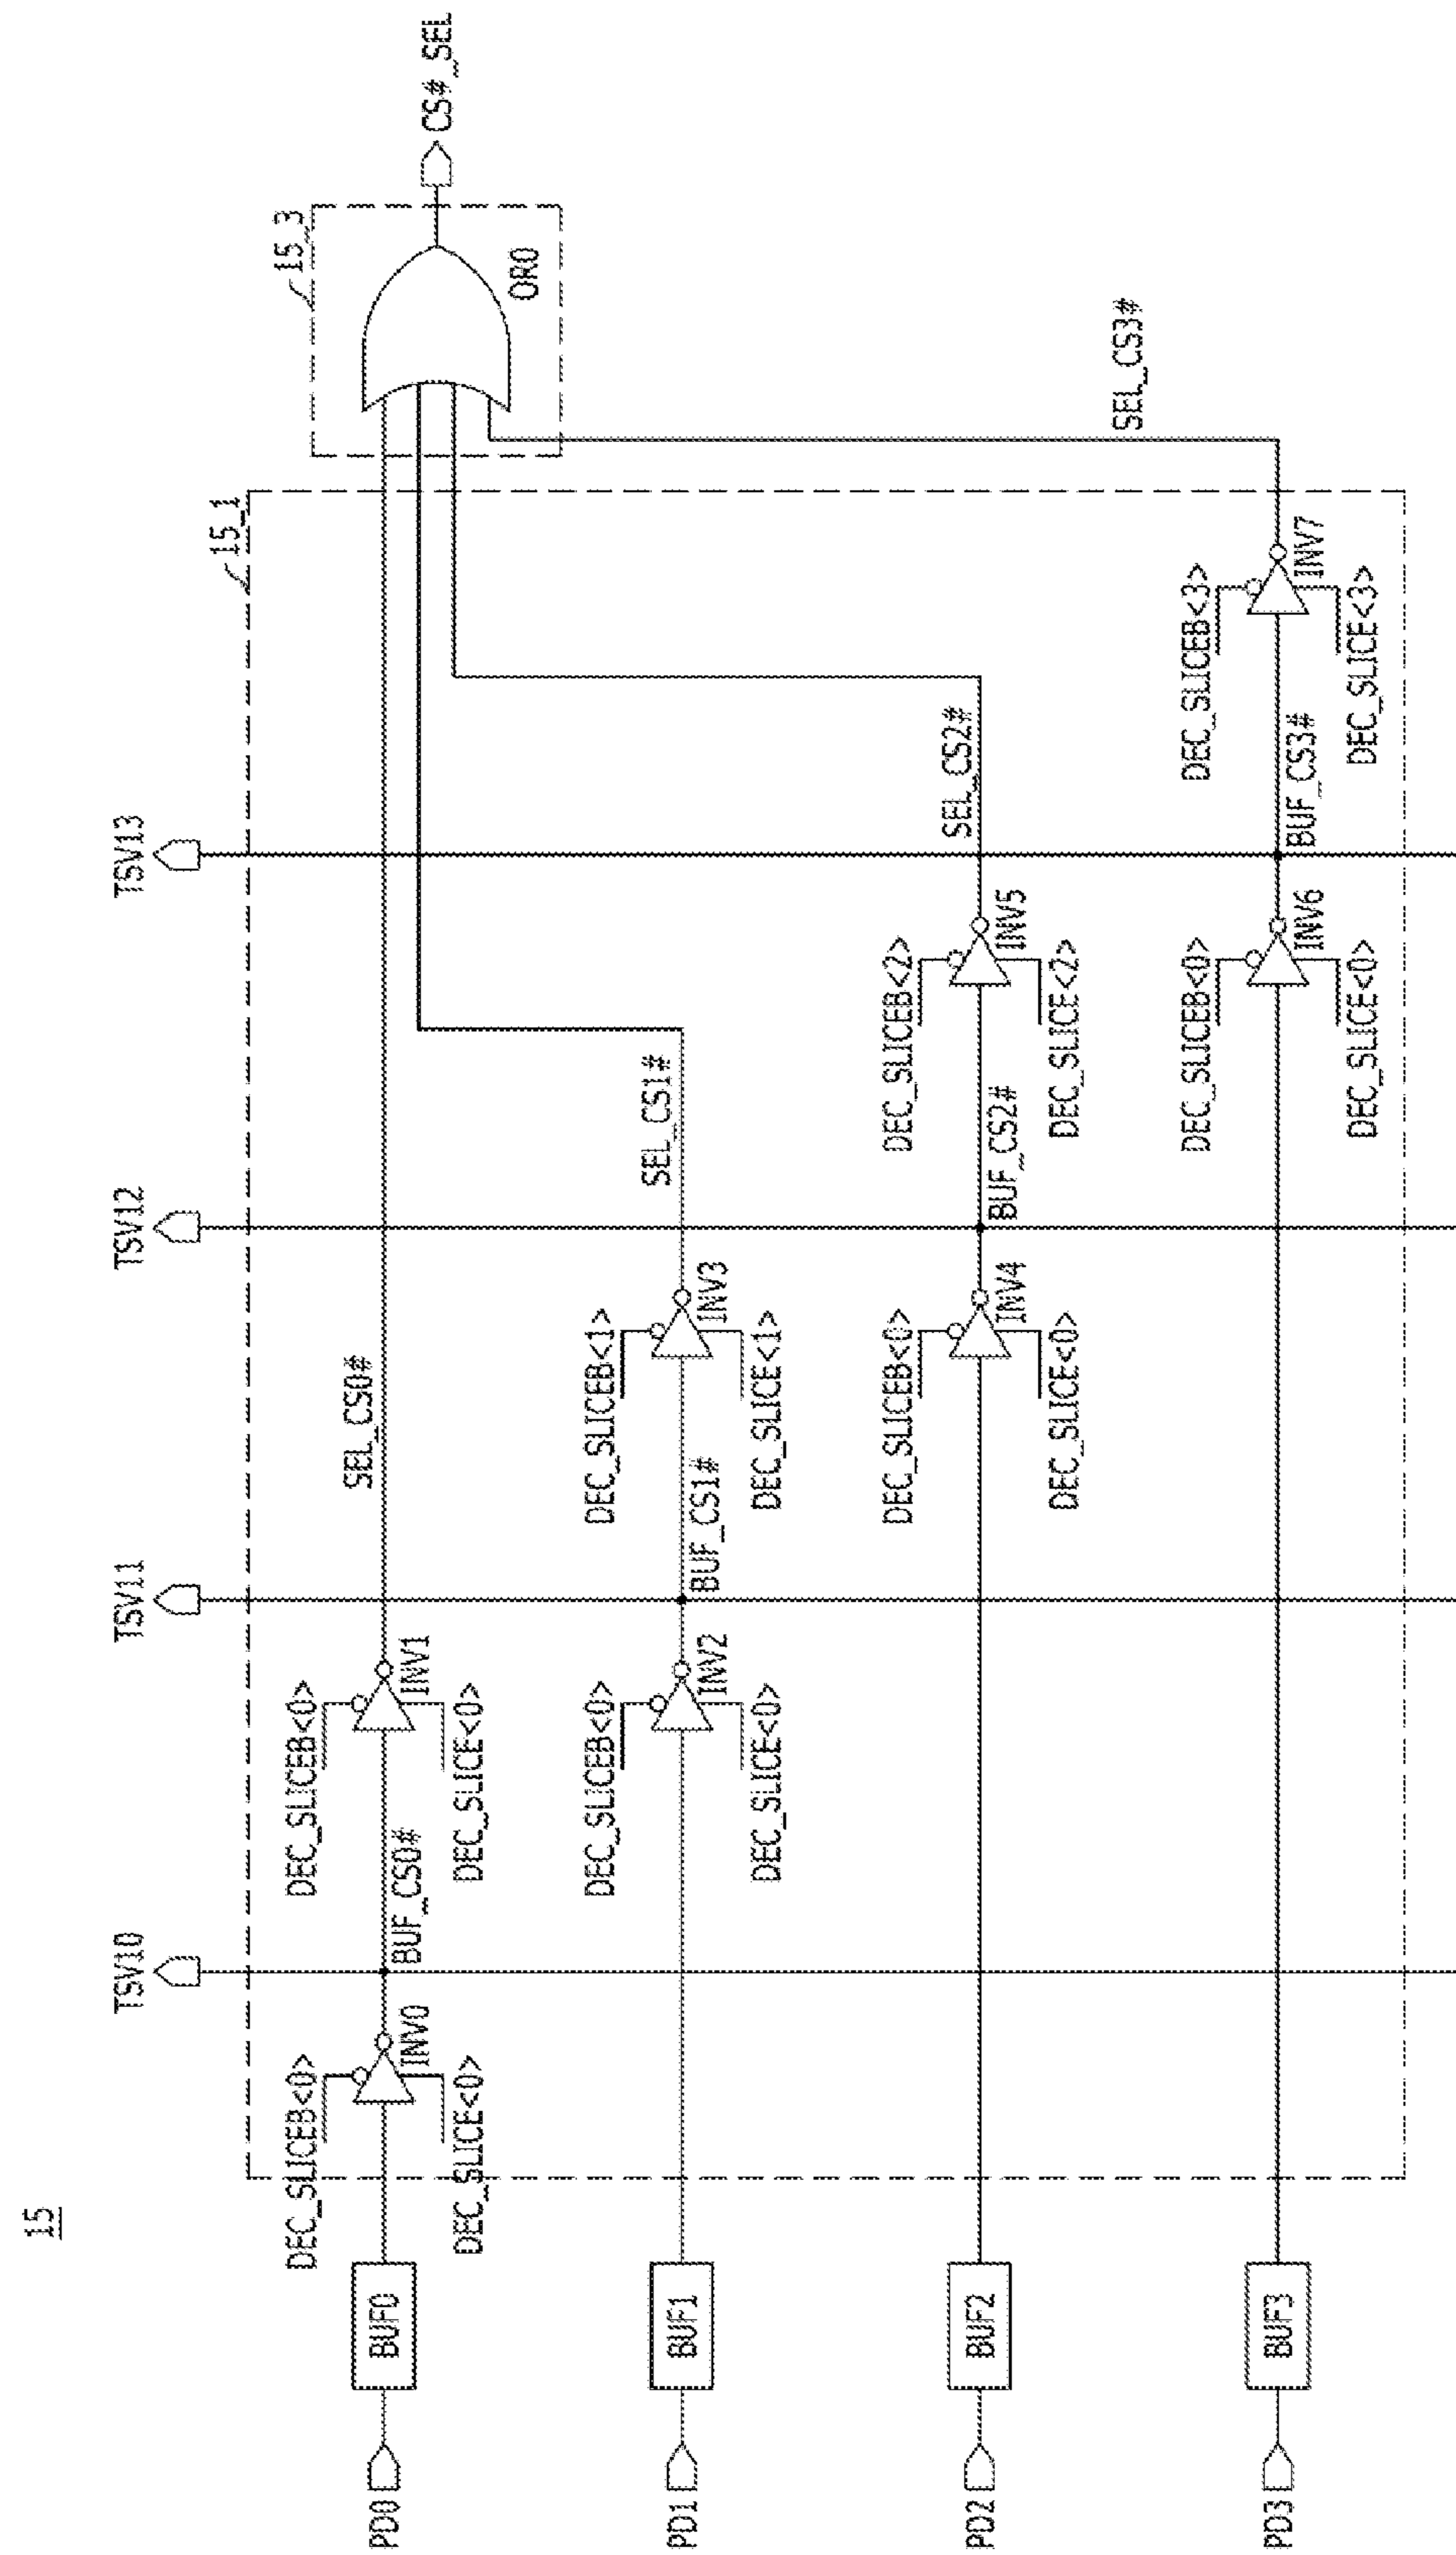 15
TSV10
TSV11
TSV12
TSV13
15_1
15_3
DEC_SLICEB<0>
INV0
DEC_SLICE<0>
BUF_CS0#
DEC_SLICEB<0>
INV1
DEC_SLICE<0>
SEL_CS0#
OR0
CS#_SEL
PD0
BUF0
DEC_SLICEB<0>
INV2
DEC_SLICE<0>
BUF_CS1#
DEC_SLICEB<1>
INV3
DEC_SLICE<1>
SEL_CS1#
PD1
BUF1
DEC_SLICEB<0>
INV4
DEC_SLICE<0>
BUF_CS2#
DEC_SLICEB<2>
INV5
DEC_SLICE<2>
SEL_CS2#
PD2
BUF2
DEC_SLICEB<0>
INV6
DEC_SLICE<0>
BUF_CS3#
DEC_SLICEB<3>
INV7
DEC_SLICE<3>
SEL_CS3#
PD3
BUF3